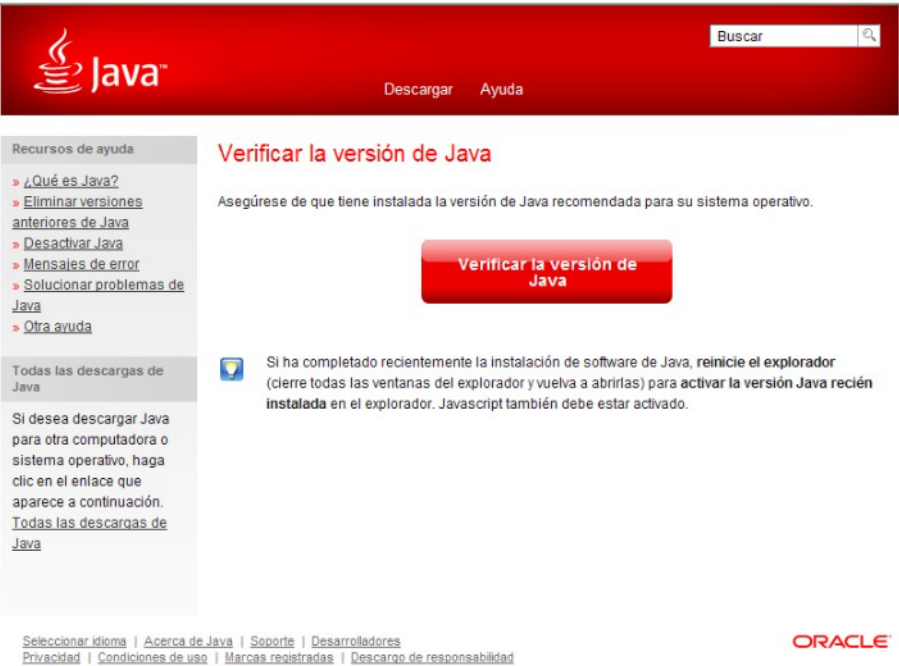 Buscar
Java™
Descargar Ayuda
Recursos de ayuda
» ¿Qué es Java?
» Eliminar versiones
anteriores de Java
» Desactivar Java
» Mensajes de error
» Solucionar problemas de
Java
» Otra ayuda
Todas las descargas de
Java
Si desea descargar Java
para otra computadora o
sistema operativo, haga
clic en el enlace que
aparece a continuación.
Todas las descargas de
Java
Verificar la versión de Java
Asegúrese de que tiene instalada la versión de Java recomendada para su sistema operativo.
Verificar la versión de
Java
Si ha completado recientemente la instalación de software de Java, reinicie el explorador
(cierre todas las ventanas del explorador y vuelva a abrirlas) para activar la versión Java recién
instalada en el explorador. Javascript también debe estar activado.
Seleccionar idioma | Acerca de Java | Soporte | Desarrolladores
Privacidad | Condiciones de uso | Marcas registradas | Descargo de responsabilidad
ORACLE